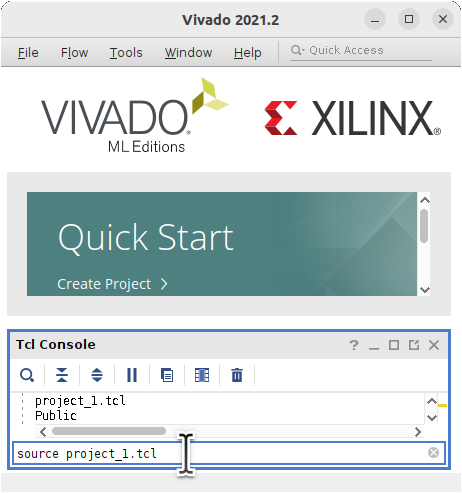 Vivado 2021.2
File Flow Tools Window Help Quick Access
VIVADO®
ML Editions
XILINX®
Quick Start
Create Project
Tcl Console
project_1.tcl
Public
source project_1.tcl